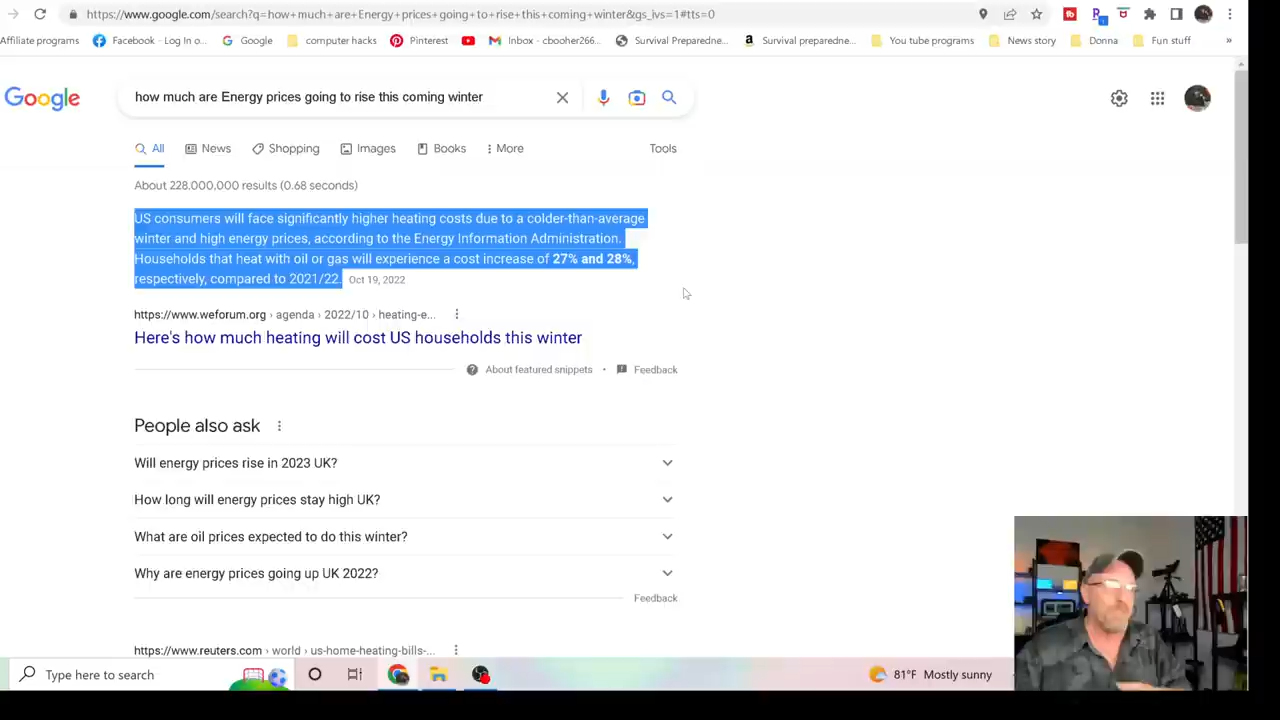 https://www.google.com/search?q=how+much+are+Energy+prices+going+to+rise+this+coming+winter&gs_ivs=1#tts=0
Affiliate programs
Facebook - Log In o...
Google
computer hacks
Pinterest
Inbox - cbooher266...
Survival Preparedne...
Survival preparedne...
You tube programs
News story
Donna
Fun stuff
»
Google
how much are Energy prices going to rise this coming winter
All
News
Shopping
Images
Books
More
Tools
About 228,000,000 results (0.68 seconds)
US consumers will face significantly higher heating costs due to a colder-than-average
winter and high energy prices, according to the Energy Information Administration.
Households that heat with oil or gas will experience a cost increase of 27% and 28%,
respectively, compared to 2021/22. Oct 19, 2022
https://www.weforum.org › agenda › 2022/10 › heating-e...
Here's how much heating will cost US households this winter
About featured snippets • Feedback
People also ask
Will energy prices rise in 2023 UK?
How long will energy prices stay high UK?
What are oil prices expected to do this winter?
Why are energy prices going up UK 2022?
Feedback
https://www.reuters.com › world › us-home-heating-bills-...
Type here to search
81°F Mostly sunny